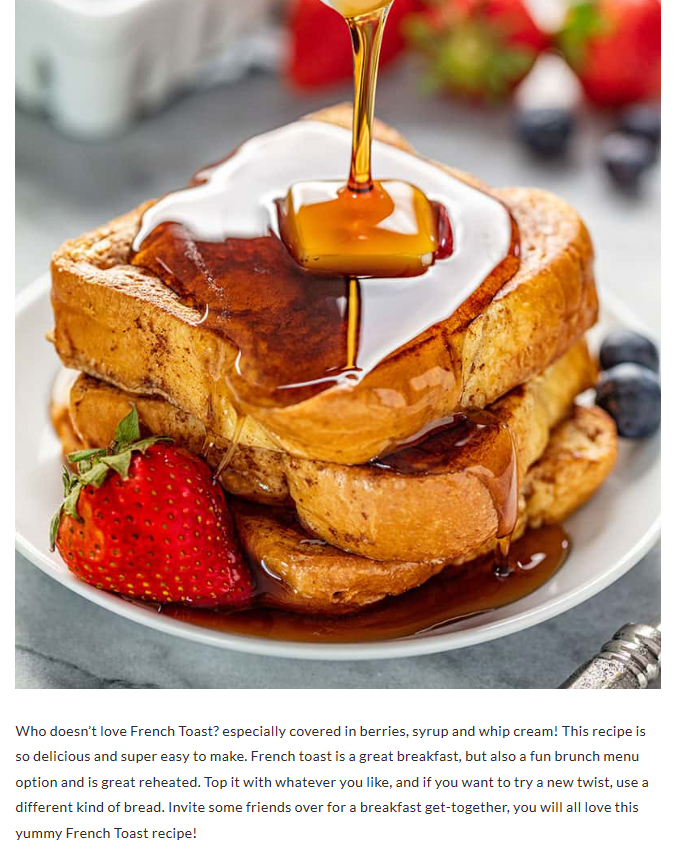 Who doesn’t love French Toast? especially covered in berries, syrup and whip cream! This recipe is
so delicious and super easy to make. French toast is a great breakfast, but also a fun brunch menu
option and is great reheated. Top it with whatever you like, and if you want to try a new twist, use a
different kind of bread. Invite some friends over for a breakfast get-together, you will all love this
yummy French Toast recipe!